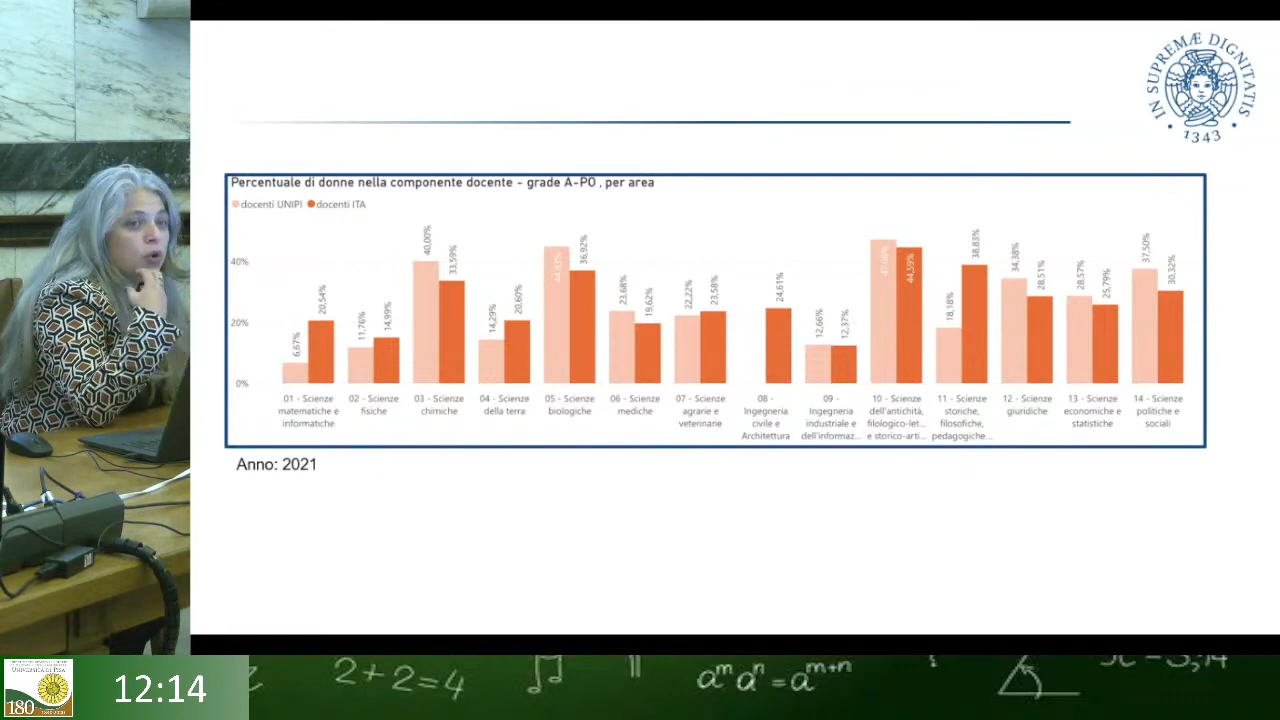 IN SUPREMÆ DIGNITATIS
• 1343 •
Percentuale di donne nella componente docente - grade A-PO , per area
docenti UNIPI docenti ITA
40%
20%
0%
6,67%
20,54%
11,76%
14,99%
40,00%
33,59%
14,29%
20,60%
36,92%
23,68%
19,62%
22,22%
23,58%
24,61%
12,66%
12,37%
44,59%
18,18%
38,83%
34,38%
28,51%
28,57%
25,79%
37,50%
30,32%
01 - Scienze
matematiche e
informatiche
02 - Scienze
fisiche
03 - Scienze
chimiche
04 - Scienze
della terra
05 - Scienze
biologiche
06 - Scienze
mediche
07 - Scienze
agrarie e
veterinarie
08 -
Ingegneria
civile e
Architettura
09 -
Ingegneria
industriale e
dell'informaz...
10 - Scienze
dell'antichità,
filologico-let...
e storico-arti...
11 - Scienze
storiche,
filosofiche,
pedagogiche...
12 - Scienze
giuridiche
13 - Scienze
economiche e
statistiche
14 - Scienze
politiche e
sociali
Anno: 2021
UNIVERSITÀ DI PISA
180
12:14
2+2=4
aᵐaⁿ=aᵐ⁺ⁿ